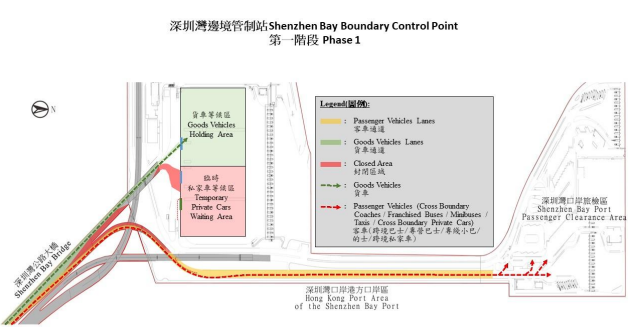 深圳灣邊境管制站Shenzhen Bay Boundary Control Point
第一階段 Phase 1
N
貨車等候區
Goods Vehicles
Holding Area
臨時
私家車等候區
Temporary
Private Cars
Waiting Area
Legend(圖例):
: Passenger Vehicles Lanes
客車通道
: Goods Vehicles Lanes
貨車通道
: Closed Area
封閉區域
: Goods Vehicles
貨車
: Passenger Vehicles (Cross Boundary
Coaches / Franchised Buses / Minibuses /
Taxis / Cross Boundary Private Cars)
客車(跨境巴士/專營巴士/專綫小巴/
的士/跨境私家車)
深圳灣口岸旅檢區
Shenzhen Bay Port
Passenger Clearance Area
深圳灣公路大橋
Shenzhen Bay Bridge
深圳灣口岸港方口岸區
Hong Kong Port Area
of the Shenzhen Bay Port